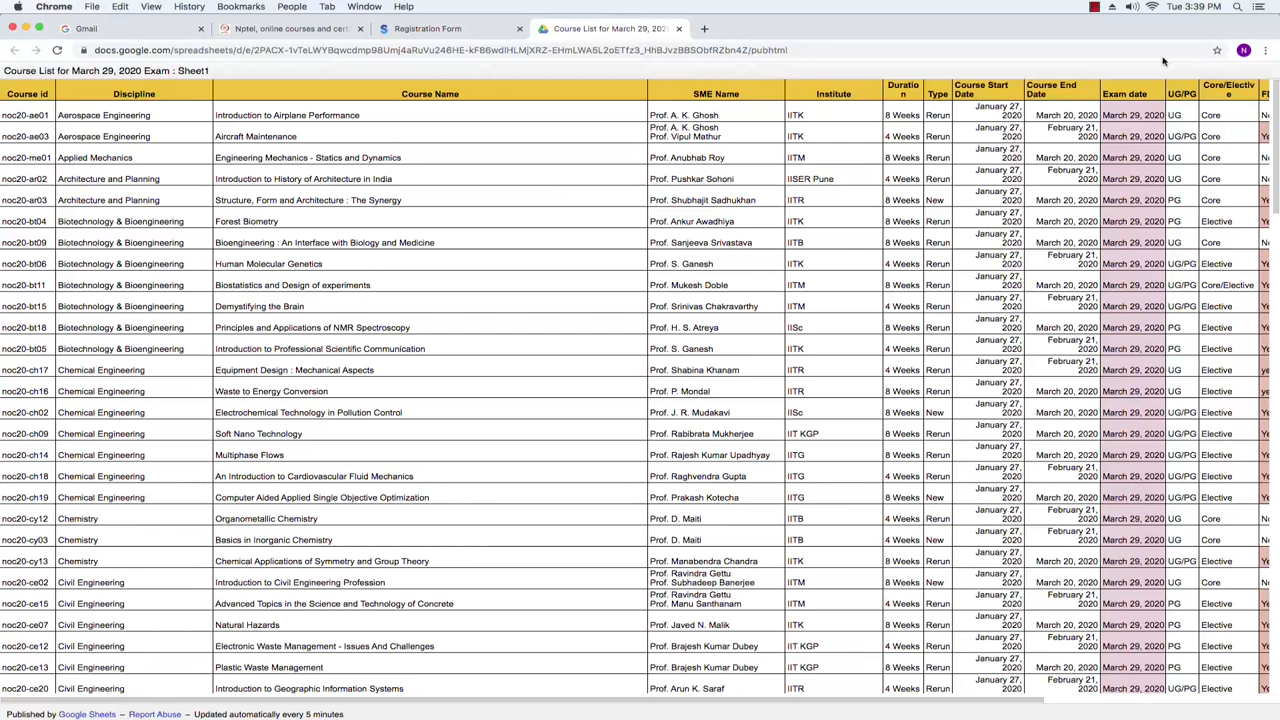 Chrome File Edit View History Bookmarks People Tab Window Help Tue 3:39 PM
Gmail Nptel, online courses and cert Registration Form Course List for March 29, 2020 Ex
docs.google.com/spreadsheets/d/e/2PACX-1vTeLWYBqwcdmp98Umj4aRuVu246HE-kF86wdlHLMjXRZ-EHmLWA5L2oETfz3_HhBJvzBBSObfRZbn4Z/pubhtml N
Course List for March 29, 2020 Exam : Sheet1
Course id Discipline Course Name SME Name Institute Duration Type Course Start Date Course End Date Exam date UG/PG Core/Elective
noc20-ae01 Aerospace Engineering Introduction to Airplane Performance Prof. A. K. Ghosh IITK 8 Weeks Rerun January 27, 2020 March 20, 2020 March 29, 2020 UG Core
noc20-ae03 Aerospace Engineering Aircraft Maintenance Prof. A. K. Ghosh Prof. Vipul Mathur IITK 4 Weeks Rerun January 27, 2020 February 21, 2020 March 29, 2020 UG/PG Core
noc20-me01 Applied Mechanics Engineering Mechanics - Statics and Dynamics Prof. Anubhab Roy IITM 8 Weeks Rerun January 27, 2020 March 20, 2020 March 29, 2020 UG Core
noc20-ar02 Architecture and Planning Introduction to History of Architecture in India Prof. Pushkar Sohoni IISER Pune 4 Weeks Rerun January 27, 2020 February 21, 2020 March 29, 2020 UG Core
noc20-ar03 Architecture and Planning Structure, Form and Architecture : The Synergy Prof. Shubhajit Sadhukhan IITR 8 Weeks New January 27, 2020 March 20, 2020 March 29, 2020 PG Core
noc20-bt04 Biotechnology & Bioengineering Forest Biometry Prof. Ankur Awadhiya IITK 8 Weeks Rerun January 27, 2020 March 20, 2020 March 29, 2020 PG Elective
noc20-bt09 Biotechnology & Bioengineering Bioengineering : An Interface with Biology and Medicine Prof. Sanjeeva Srivastava IITB 8 Weeks Rerun January 27, 2020 March 20, 2020 March 29, 2020 UG Core
noc20-bt06 Biotechnology & Bioengineering Human Molecular Genetics Prof. S. Ganesh IITK 4 Weeks Rerun January 27, 2020 February 21, 2020 March 29, 2020 UG/PG Elective
noc20-bt11 Biotechnology & Bioengineering Biostatistics and Design of experiments Prof. Mukesh Doble IITM 8 Weeks Rerun January 27, 2020 March 20, 2020 March 29, 2020 UG/PG Core/Elective
noc20-bt15 Biotechnology & Bioengineering Demystifying the Brain Prof. Srinivas Chakravarthy IITM 4 Weeks Rerun January 27, 2020 February 21, 2020 March 29, 2020 UG/PG Elective
noc20-bt18 Biotechnology & Bioengineering Principles and Applications of NMR Spectroscopy Prof. H. S. Atreya IISc 8 Weeks Rerun January 27, 2020 March 20, 2020 March 29, 2020 PG Elective
noc20-bt05 Biotechnology & Bioengineering Introduction to Professional Scientific Communication Prof. S. Ganesh IITK 4 Weeks Rerun January 27, 2020 February 21, 2020 March 29, 2020 PG Elective
noc20-ch17 Chemical Engineering Equipment Design : Mechanical Aspects Prof. Shabina Khanam IITR 4 Weeks Rerun January 27, 2020 February 21, 2020 March 29, 2020 UG Core
noc20-ch16 Chemical Engineering Waste to Energy Conversion Prof. P. Mondal IITR 8 Weeks Rerun January 27, 2020 March 20, 2020 March 29, 2020 UG Elective
noc20-ch02 Chemical Engineering Electrochemical Technology in Pollution Control Prof. J. R. Mudakavi IISc 8 Weeks New January 27, 2020 March 20, 2020 March 29, 2020 UG/PG Elective
noc20-ch09 Chemical Engineering Soft Nano Technology Prof. Rabibrata Mukherjee IIT KGP 8 Weeks Rerun January 27, 2020 March 20, 2020 March 29, 2020 UG/PG Elective
noc20-ch14 Chemical Engineering Multiphase Flows Prof. Rajesh Kumar Upadhyay IITG 8 Weeks Rerun January 27, 2020 March 20, 2020 March 29, 2020 UG/PG Elective
noc20-ch18 Chemical Engineering An Introduction to Cardiovascular Fluid Mechanics Prof. Raghvendra Gupta IITG 4 Weeks Rerun January 27, 2020 February 21, 2020 March 29, 2020 UG/PG Elective
noc20-ch19 Chemical Engineering Computer Aided Applied Single Objective Optimization Prof. Prakash Kotecha IITG 8 Weeks New January 27, 2020 March 20, 2020 March 29, 2020 UG/PG Elective
noc20-cy12 Chemistry Organometallic Chemistry Prof. D. Maiti IITB 4 Weeks Rerun January 27, 2020 February 21, 2020 March 29, 2020 UG Core
noc20-cy03 Chemistry Basics in Inorganic Chemistry Prof. D. Maiti IITB 4 Weeks New January 27, 2020 February 21, 2020 March 29, 2020 UG Core
noc20-cy13 Chemistry Chemical Applications of Symmetry and Group Theory Prof. Manabendra Chandra IITK 8 Weeks Rerun January 27, 2020 March 20, 2020 March 29, 2020 UG/PG Elective
noc20-ce02 Civil Engineering Introduction to Civil Engineering Profession Prof. Ravindra Gettu Prof. Subhadeep Banerjee IITM 8 Weeks New January 27, 2020 March 20, 2020 March 29, 2020 UG Core
noc20-ce15 Civil Engineering Advanced Topics in the Science and Technology of Concrete Prof. Ravindra Gettu Prof. Manu Santhanam IITM 4 Weeks Rerun January 27, 2020 February 21, 2020 March 29, 2020 PG Elective
noc20-ce07 Civil Engineering Natural Hazards Prof. Javed N. Malik IITK 8 Weeks Rerun January 27, 2020 March 20, 2020 March 29, 2020 PG Elective
noc20-ce12 Civil Engineering Electronic Waste Management - Issues And Challenges Prof. Brajesh Kumar Dubey IIT KGP 4 Weeks Rerun January 27, 2020 February 21, 2020 March 29, 2020 PG Elective
noc20-ce13 Civil Engineering Plastic Waste Management Prof. Brajesh Kumar Dubey IIT KGP 8 Weeks Rerun January 27, 2020 March 20, 2020 March 29, 2020 PG Elective
noc20-ce20 Civil Engineering Introduction to Geographic Information Systems Prof. Arun K. Saraf IITR 4 Weeks Rerun January 27, 2020 February 21, 2020 March 29, 2020 UG/PG Elective
Published by Google Sheets – Report Abuse – Updated automatically every 5 minutes